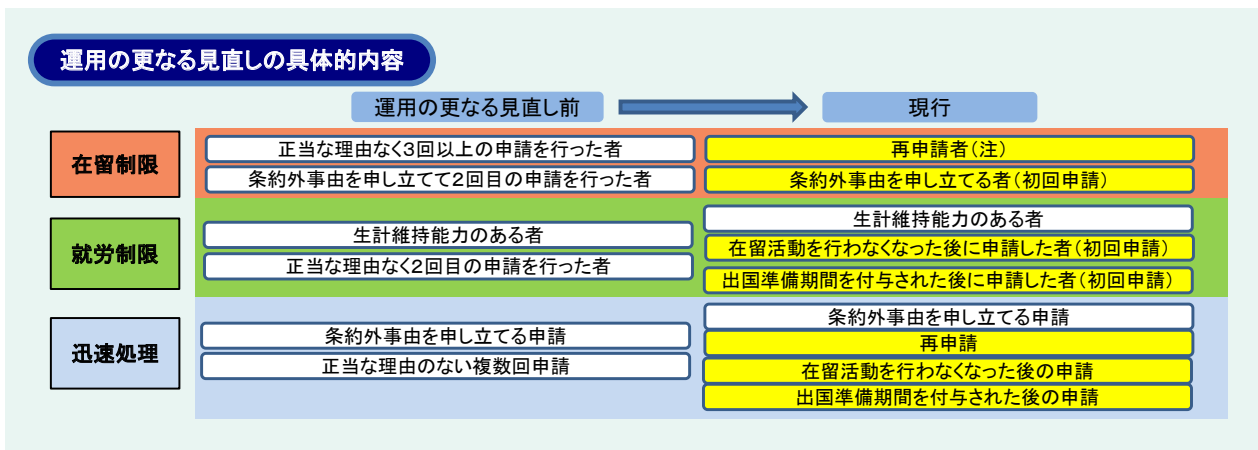 運用の更なる見直しの具体的内容
運用の更なる見直し前
現行
在留制限
正当な理由なく3回以上の申請を行った者
条約外事由を申し立てて2回目の申請を行った者
再申請者(注)
条約外事由を申し立てる者(初回申請)
就労制限
生計維持能力のある者
正当な理由なく2回目の申請を行った者
生計維持能力のある者
在留活動を行わなくなった後に申請した者(初回申請)
出国準備期間を付与された後に申請した者(初回申請)
迅速処理
条約外事由を申し立てる申請
正当な理由のない複数回申請
条約外事由を申し立てる申請
再申請
在留活動を行わなくなった後の申請
出国準備期間を付与された後の申請